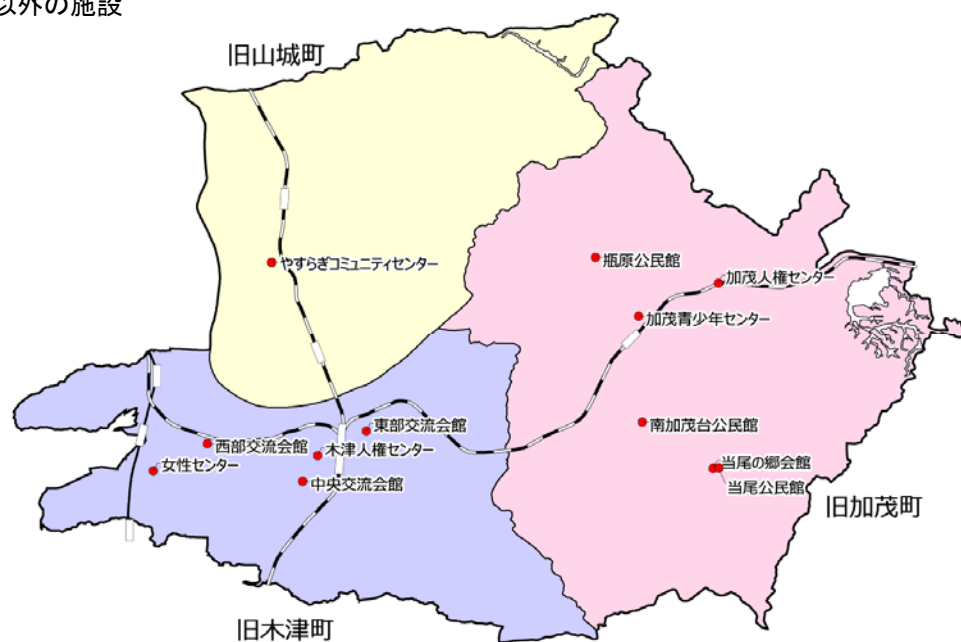 以外の施設
旧山城町
やすらぎコミュニティセンター
瓶原公民館
加茂人権センター
加茂青少年センター
南加茂台公民館
東部交流会館
西部交流会館
木津人権センター
女性センター
中央交流会館
当尾の郷会館
当尾公民館
旧加茂町
旧木津町